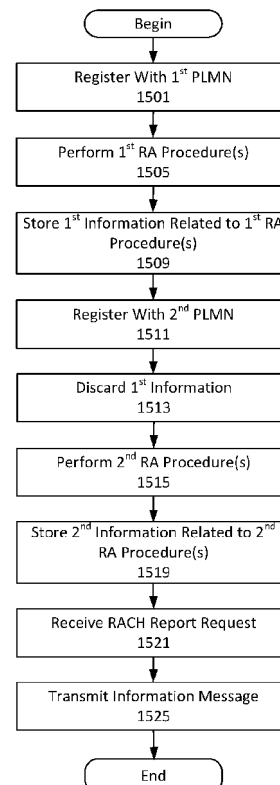 Begin
Register With 1st PLMN
1501
Perform 1st RA Procedure(s)
1505
Store 1st Information Related to 1st RA
Procedure(s)
1509
Register With 2nd PLMN
1511
Discard 1st Information
1513
Perform 2nd RA Procedure(s)
1515
Store 2nd Information Related to 2nd
RA Procedure(s)
1519
Receive RACH Report Request
1521
Transmit Information Message
1525
End